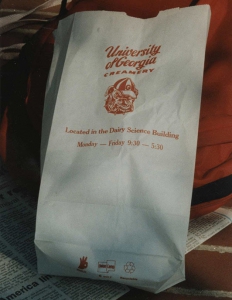 University
of Georgia
CREAMERY
Located in the Dairy Science Building
Monday — Friday 9:30 — 5:30